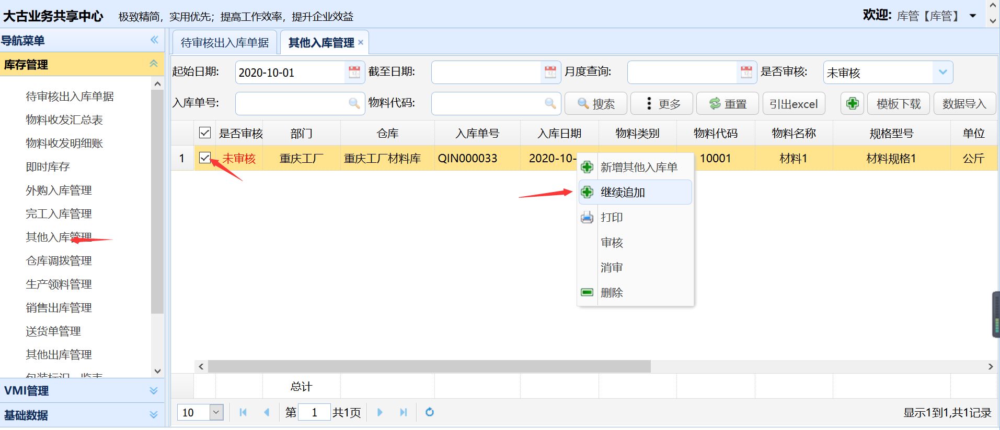 大古业务共享中心 极致精简，实用优先；提高工作效率，提升企业效益 欢迎: 库管【库管】
导航菜单
库存管理
待审核出入库单据
物料收发汇总表
物料收发明细账
即时库存
外购入库管理
完工入库管理
其他入库管理
仓库调拨管理
生产领料管理
销售出库管理
送货单管理
其他出库管理
包装标识一览表
VMI管理
基础数据
待审核出入库单据 其他入库管理 ×
起始日期: 2020-10-01 截至日期: 月度查询: 是否审核: 未审核
入库单号: 物料代码: 搜索 更多 重置 引出excel 模板下载 数据导入
是否审核 部门 仓库 入库单号 入库日期 物料类别 物料代码 物料名称 规格型号 单位
1 未审核 重庆工厂 重庆工厂材料库 QIN000033 2020-10- 10001 材料1 材料规格1 公斤
新增其他入库单
继续追加
打印
审核
消审
删除
总计
10 第 1 共1页 显示1到1,共1记录